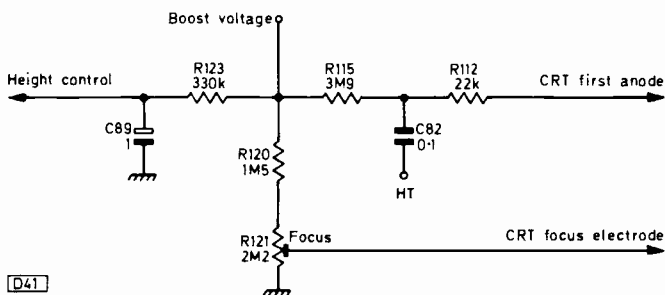 Boost voltage
Height control
R123
330k
R115
3M9
R112
22k
CRT first anode
C89
1
C82
0·1
HT
R120
1M5
R121
2M2
Focus
CRT focus electrode
D41